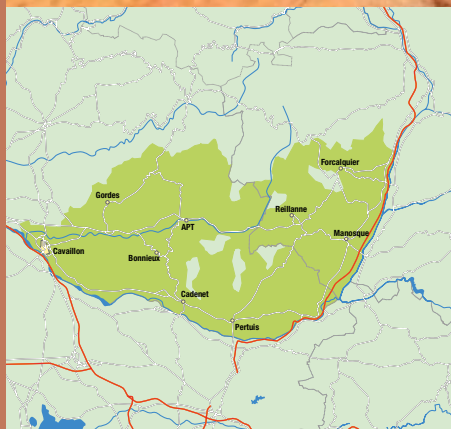 Forcalquier
Gordes
Reillanne
APT
Manosque
Cavaillon
Bonnieux
Cadenet
Pertuis